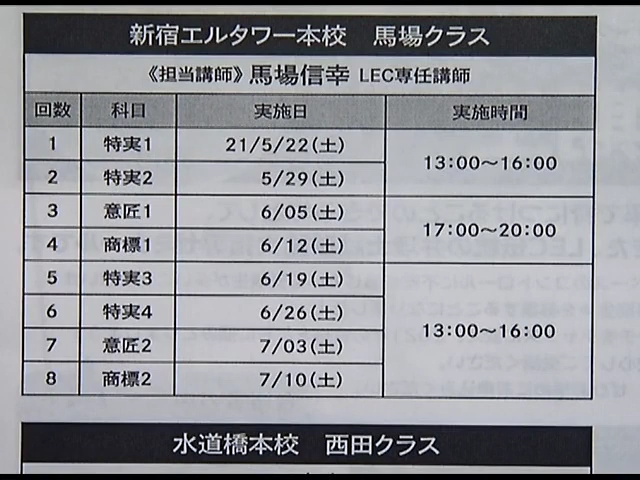 新宿エルタワー本校 馬場クラス
《担当講師》馬場信幸 LEC専任講師
回数 科目 実施日 実施時間
1 特実1 21/5/22(土) 13:00〜16:00
2 特実2 5/29(土)
3 意匠1 6/05(土) 17:00〜20:00
4 商標1 6/12(土)
5 特実3 6/19(土) 13:00〜16:00
6 特実4 6/26(土)
7 意匠2 7/03(土)
8 商標2 7/10(土)
水道橋本校 西田クラス